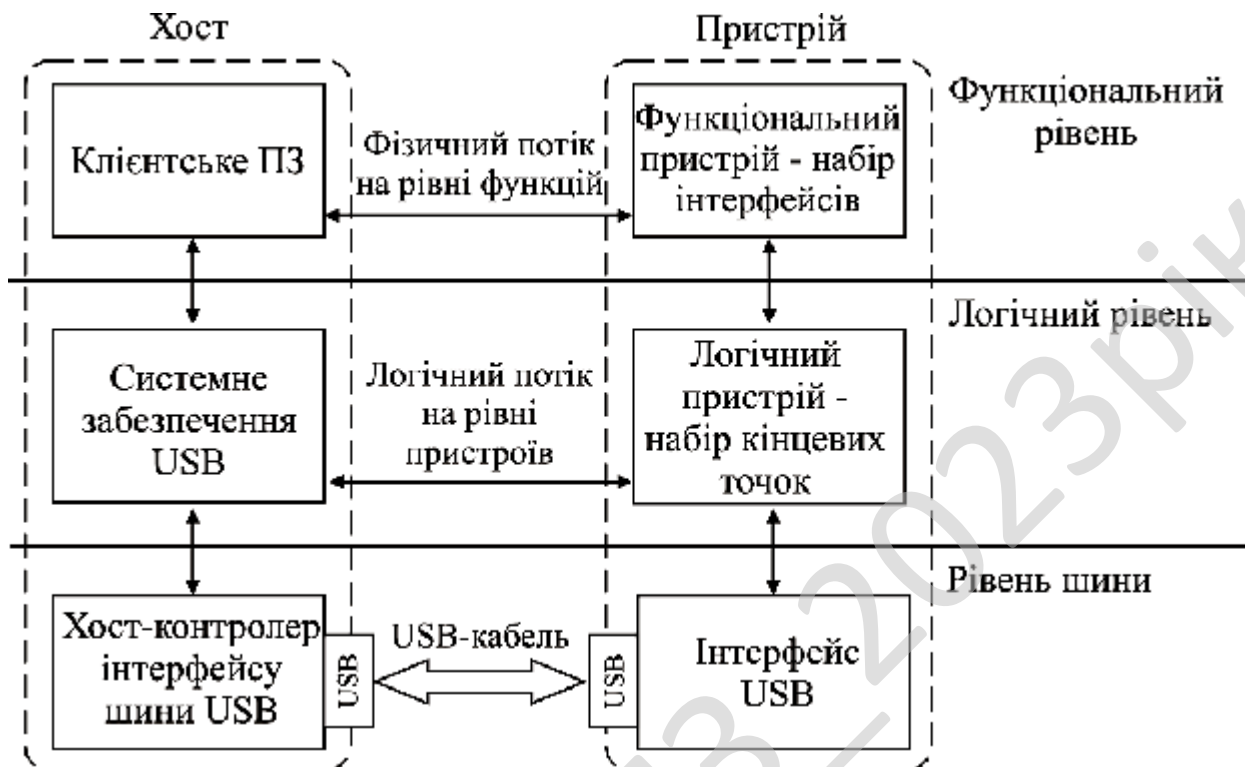 Хост
Пристрій
Клієнтське ПЗ
Фізичний потік
на рівні функцій
Функціональний
пристрій - набір
інтерфейсів
Функціональний
рівень
Системне
забезпечення
USB
Логічний потік
на рівні
пристроїв
Логічний
пристрій -
набір кінцевих
точок
Логічний рівень
Хост-контролер
інтерфейсу
шини USB
USB
USB-кабель
USB
Інтерфейс
USB
Рівень шини
_2023рік